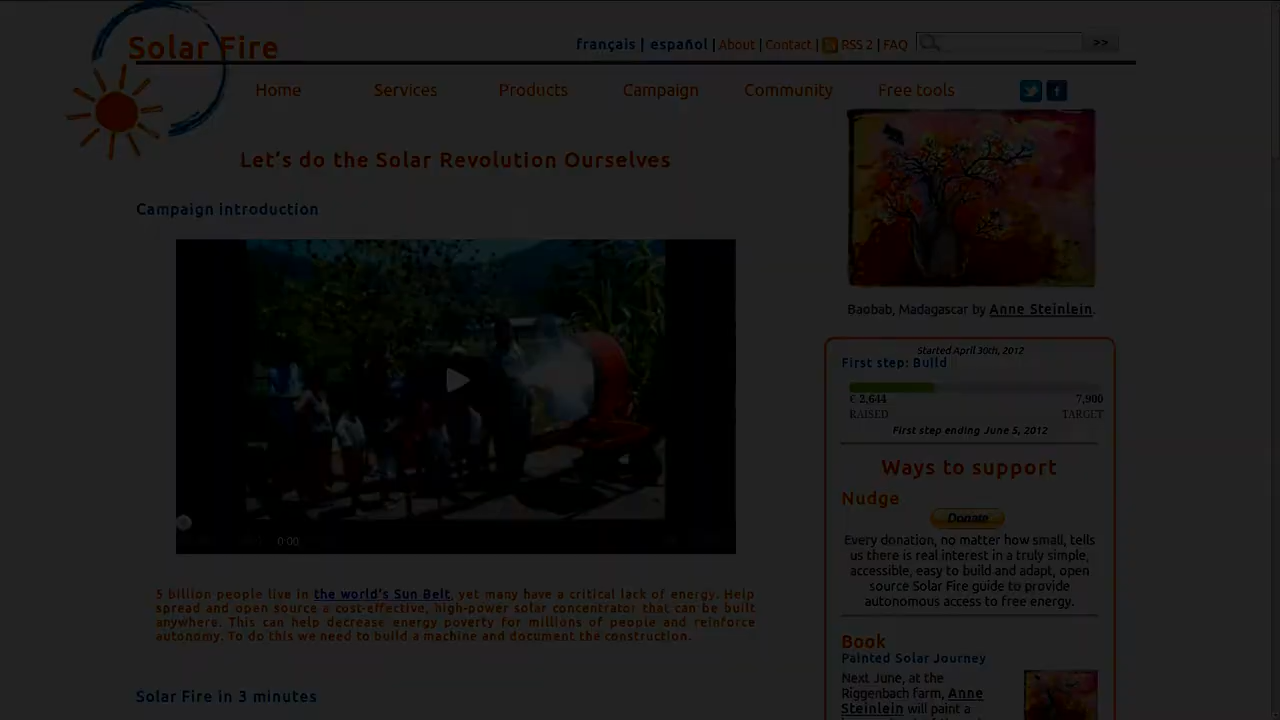 Solar Fire
français | español | About | Contact | RSS 2 | FAQ >>
Home Services Products Campaign Community Free tools
Let's do the Solar Revolution Ourselves
Campaign introduction
0:00
5 billion people live in the world's Sun Belt, yet many have a critical lack of energy. Help
spread and open source a cost-effective, high-power solar concentrator that can be built
anywhere. This can help decrease energy poverty for millions of people and reinforce
autonomy. To do this we need to build a machine and document the construction.
Solar Fire in 3 minutes
Baobab, Madagascar by Anne Steinlein.
Started April 30th, 2012
First step: Build
€ 2,644 7,900
RAISED TARGET
First step ending June 5, 2012
Ways to support
Nudge
Donate
Every donation, no matter how small, tells
us there is real interest in a truly simple,
accessible, easy to build and adapt, open
source Solar Fire guide to provide
autonomous access to free energy.
Book
Painted Solar Journey
Next June, at the
Riggenbach farm, Anne
Steinlein will paint a